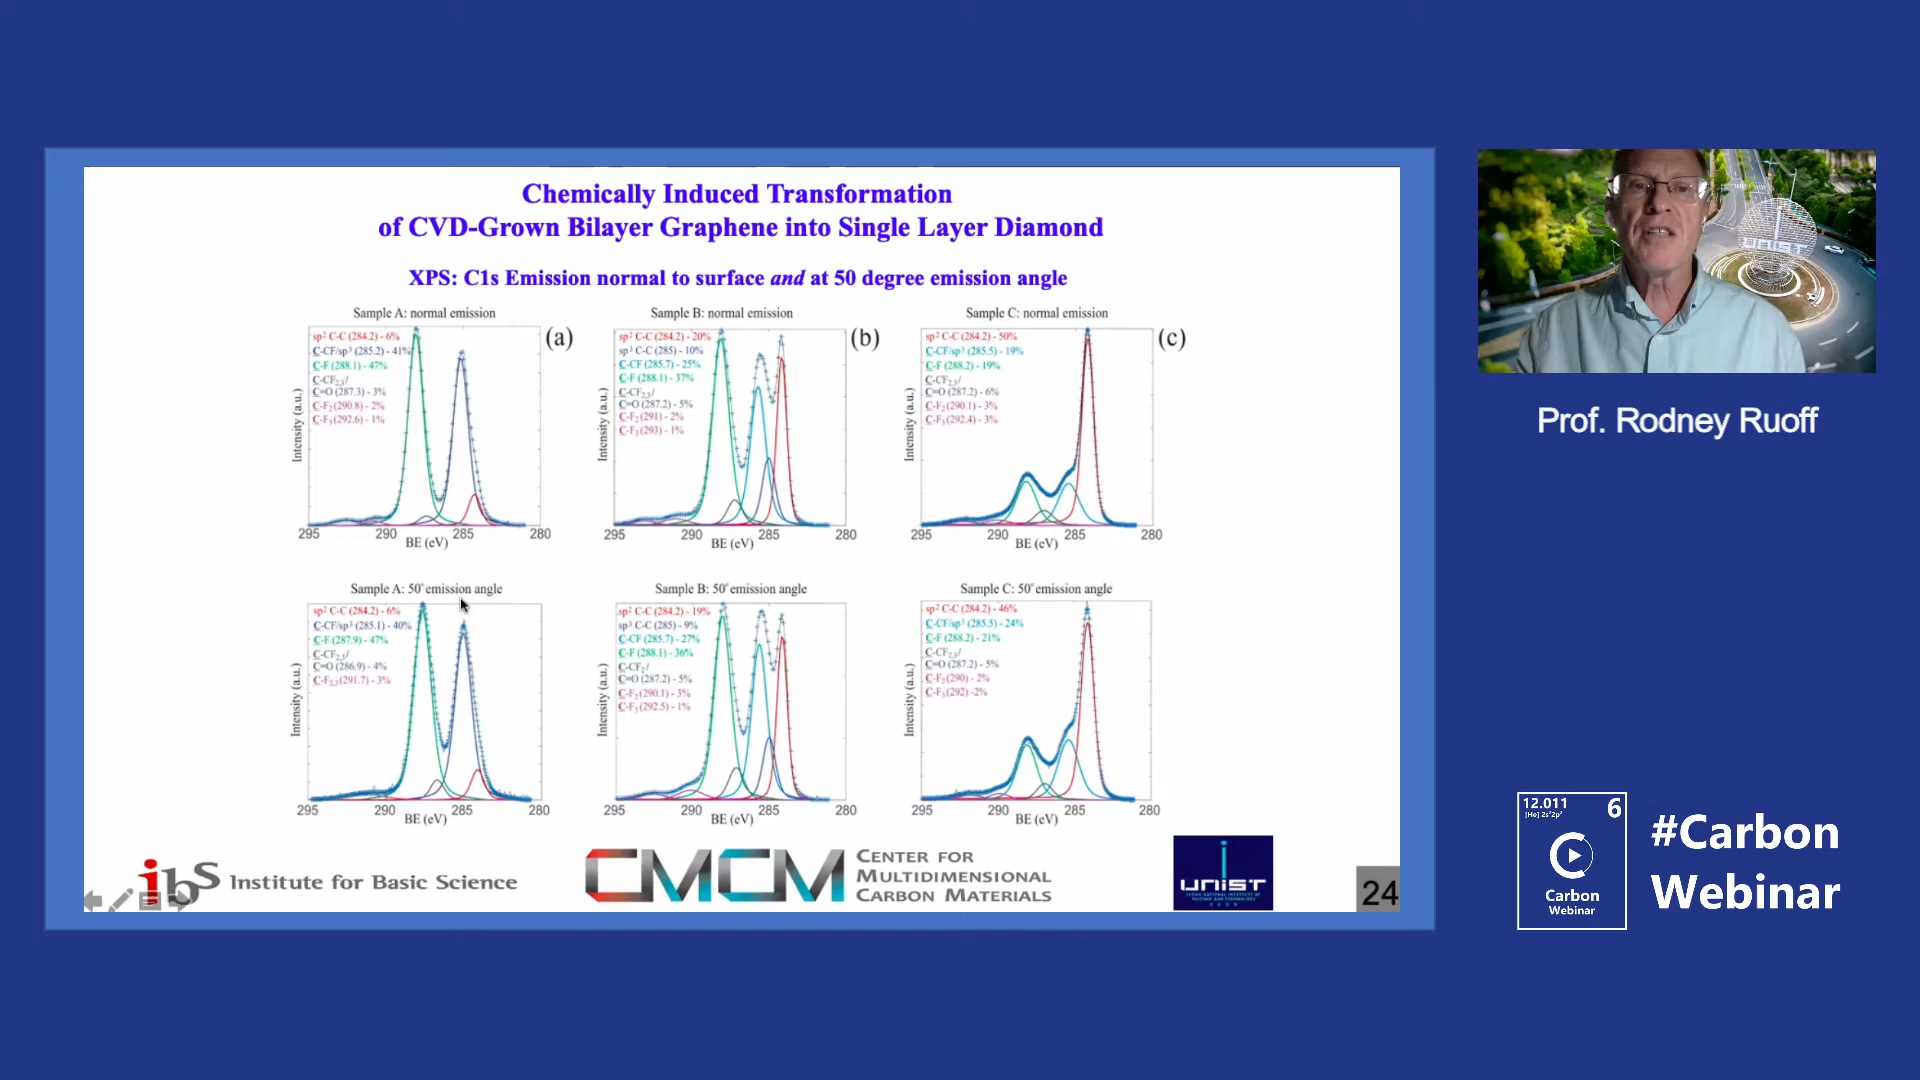 Chemically Induced Transformation
of CVD-Grown Bilayer Graphene into Single Layer Diamond
XPS: C1s Emission normal to surface and at 50 degree emission angle
Sample A: normal emission
(a)
sp² C-C (284.2) - 6%
C-CF/sp³ (285.2) - 41%
C-F (288.1) - 47%
C-CF₂,₃/
C=O (287.3) - 3%
C-F₂ (290.8) - 2%
C-F₃ (292.6) - 1%
Intensity (a.u.)
295 290 285 280
BE (eV)
Sample B: normal emission
(b)
sp² C-C (284.2) - 20%
sp³ C-C (285) - 10%
C-CF (285.7) - 25%
C-F (288.1) - 37%
C-CF₂,₃/
C=O (287.2) - 5%
C-F₂ (291) - 2%
C-F₃ (293) - 1%
Intensity (a.u.)
295 290 285 280
BE (eV)
Sample C: normal emission
(c)
sp² C-C (284.2) - 50%
C-CF/sp³ (285.5) - 19%
C-F (288.2) - 19%
C-CF₂,₃/
C=O (287.2) - 6%
C-F₂ (290.1) - 3%
C-F₃ (292.4) - 3%
Intensity (a.u.)
295 290 285 280
BE (eV)
Sample A: 50° emission angle
sp² C-C (284.2) - 6%
C-CF/sp³ (285.1) - 40%
C-F (287.9) - 47%
C-CF₂,₃/
C=O (286.9) - 4%
C-F₂,₃ (291.7) - 3%
Intensity (a.u.)
295 290 285 280
BE (eV)
Sample B: 50° emission angle
sp² C-C (284.2) - 19%
sp³ C-C (285) - 9%
C-CF (285.7) - 27%
C-F (288.1) - 36%
C-CF₂/
C=O (287.2) - 5%
C-F₂ (290.1) - 3%
C-F₃ (292.5) - 1%
Intensity (a.u.)
295 290 285 280
BE (eV)
Sample C: 50° emission angle
sp² C-C (284.2) - 46%
C-CF/sp³ (285.5) - 24%
C-F (288.2) - 21%
C-CF₂,₃/
C=O (287.2) - 5%
C-F₂ (290) - 2%
C-F₃ (292) -2%
Intensity (a.u.)
295 290 285 280
BE (eV)
ibS Institute for Basic Science
CMCM
CENTER FOR
MULTIDIMENSIONAL
CARBON MATERIALS
UNIST
24
Prof. Rodney Ruoff
12.011 6
[He] 2s²2p²
Carbon
Webinar
#Carbon
Webinar